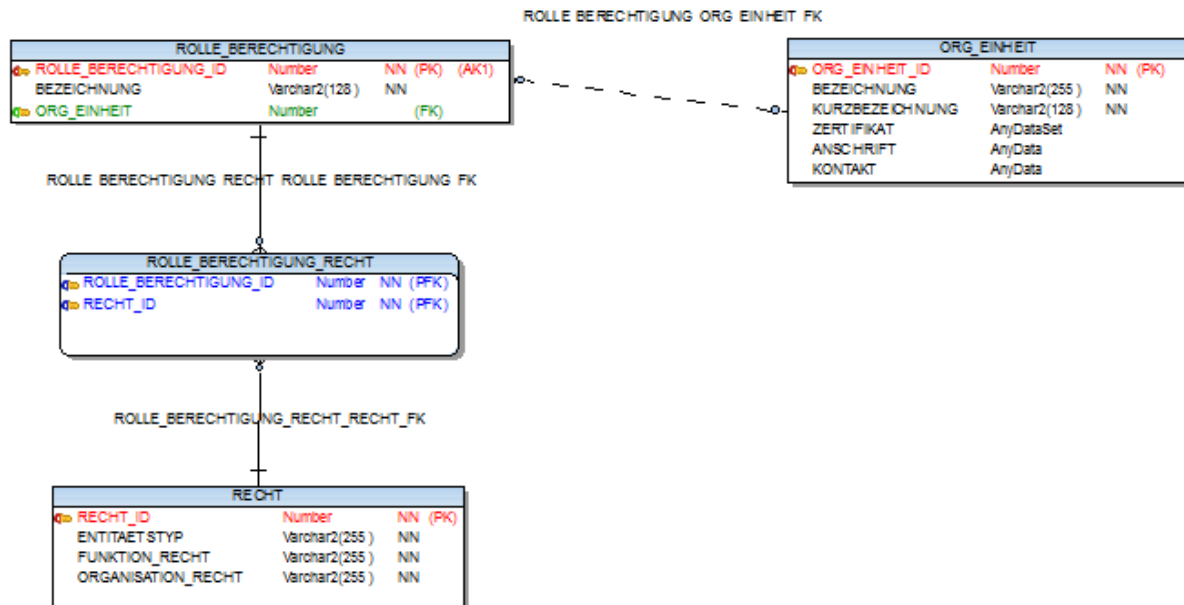 ROLLE BERECHTIGUNG ORG EINHEIT FK
ROLLE_BERECHTIGUNG
ROLLE_BERECHTIGUNG_ID Number NN (PK) (AK1)
BEZEICHNUNG Varchar2(128 ) NN
ORG_EINHEIT Number (FK)
ORG_EINHEIT
ORG_EINHEIT_ID Number NN (PK)
BEZEICHNUNG Varchar2(255 ) NN
KURZBEZEICHNUNG Varchar2(128 ) NN
ZERTIFIKAT AnyDataSet
ANSCHRIFT AnyData
KONTAKT AnyData
ROLLE BERECHTIGUNG RECHT ROLLE BERECHTIGUNG FK
ROLLE_BERECHTIGUNG_RECHT
ROLLE_BERECHTIGUNG_ID Number NN (PFK)
RECHT_ID Number NN (PFK)
ROLLE_BERECHTIGUNG_RECHT_RECHT_FK
RECHT
RECHT_ID Number NN (PK)
ENTITAETSTYP Varchar2(255 ) NN
FUNKTION_RECHT Varchar2(255 ) NN
ORGANISATION_RECHT Varchar2(255 ) NN